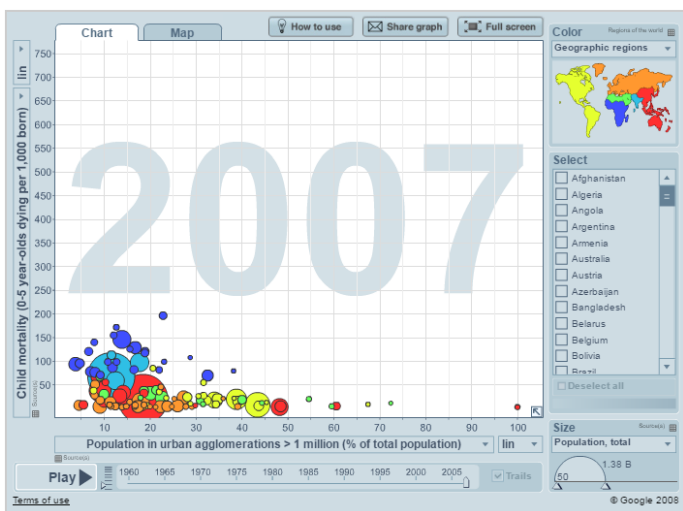 Chart
Map
How to use
Share graph
Full screen
Color
Regions of the world
Geographic regions
lin
750
700
650
600
550
500
450
400
350
300
250
200
150
100
50
Child mortality (0-5 year-olds dying per 1,000 born)
Source(s)
2007
Select
Afghanistan
Algeria
Angola
Argentina
Armenia
Australia
Austria
Azerbaijan
Bangladesh
Belarus
Belgium
Bolivia
Brazil
Deselect all
10 20 30 40 50 60 70 80 90 100
Population in urban agglomerations > 1 million (% of total population)
lin
Source(s)
Size
Source(s)
Population, total
1.38 B
50
Play
1960 1965 1970 1975 1980 1985 1990 1995 2000 2005
Trails
Terms of use
© Google 2008